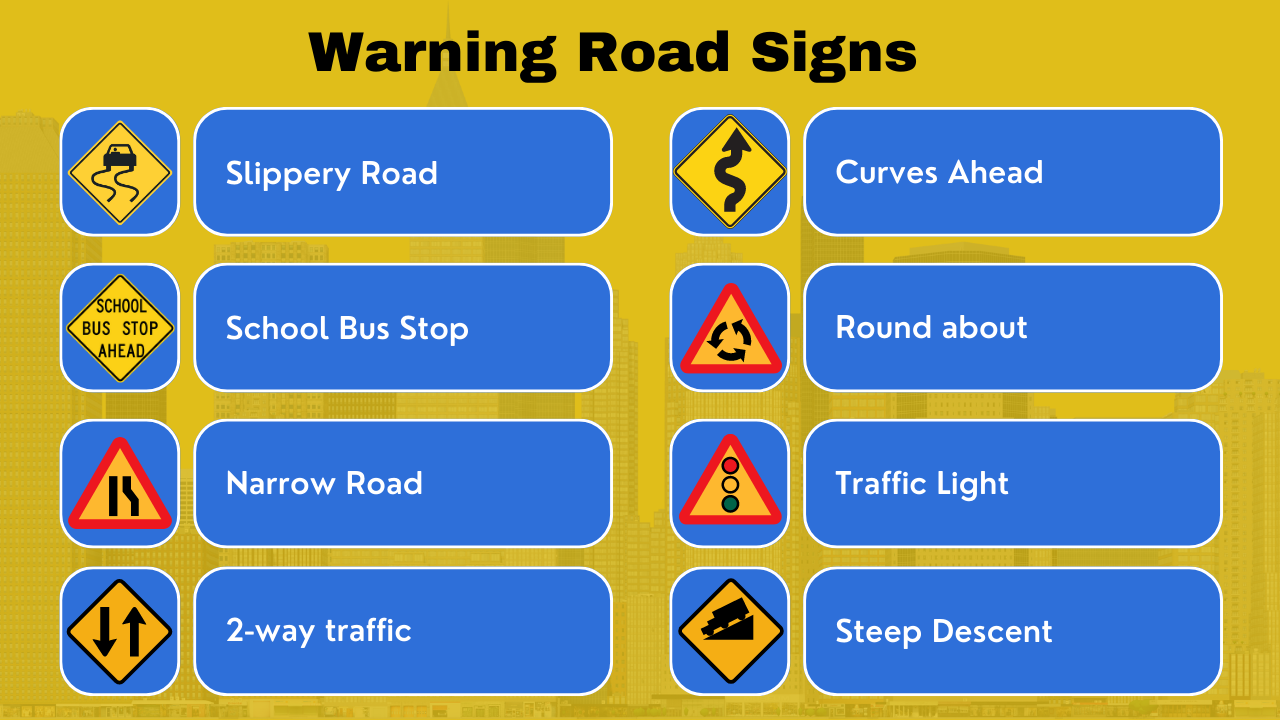 Warning Road Signs
Slippery Road
Curves Ahead
SCHOOL
BUS STOP
AHEAD
School Bus Stop
Round about
Narrow Road
Traffic Light
2-way traffic
Steep Descent